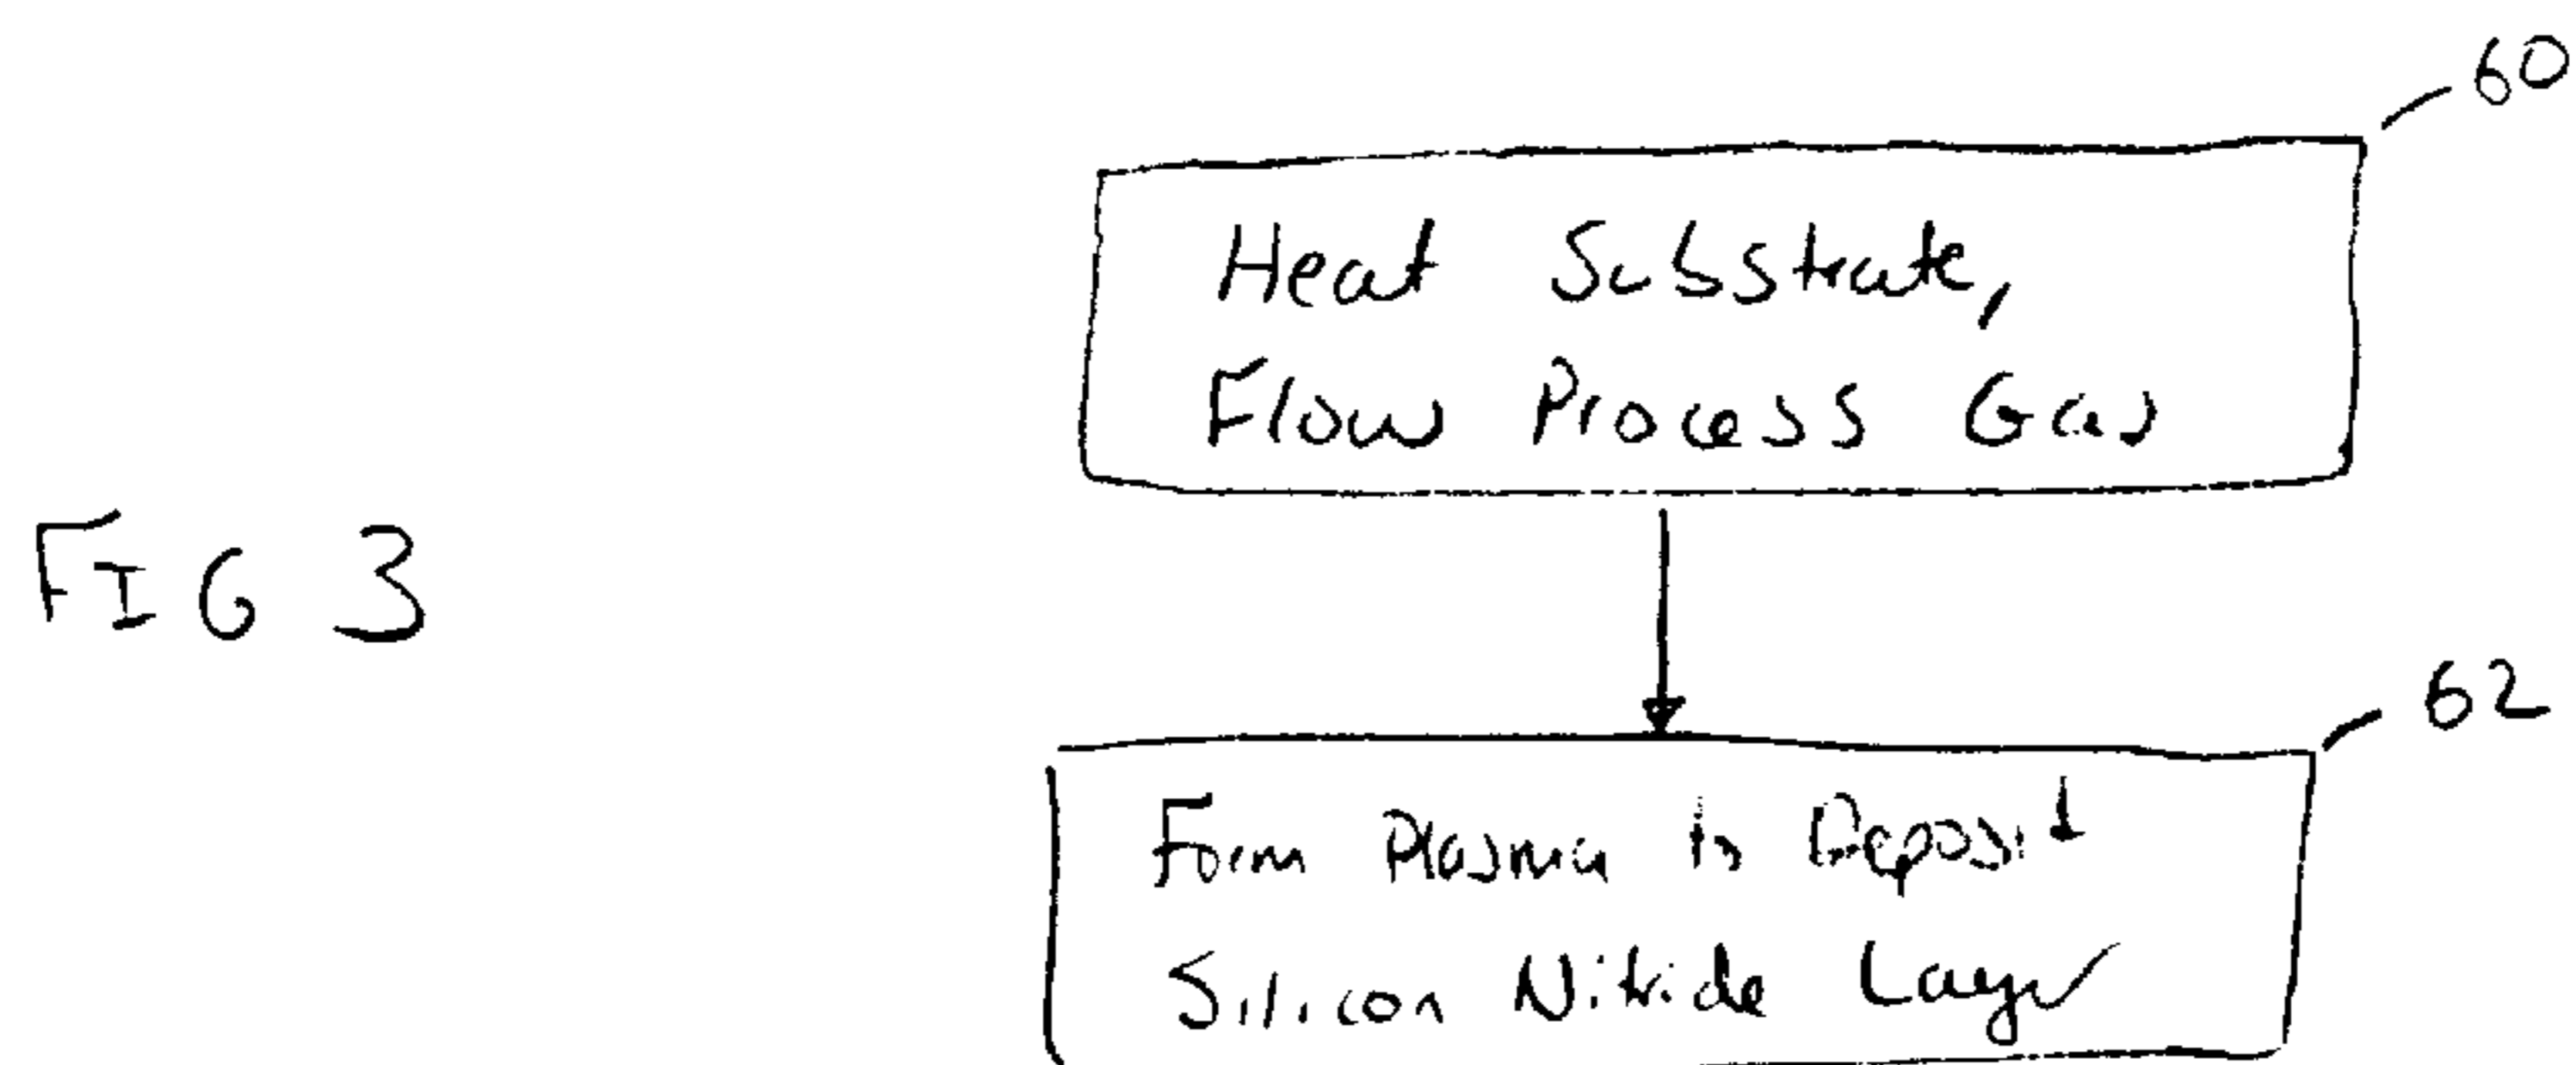 60
Heat Substrate,
Flow Process Gas
FIG 3
62
Form Plasma to Deposit
Silicon Nitride Layer